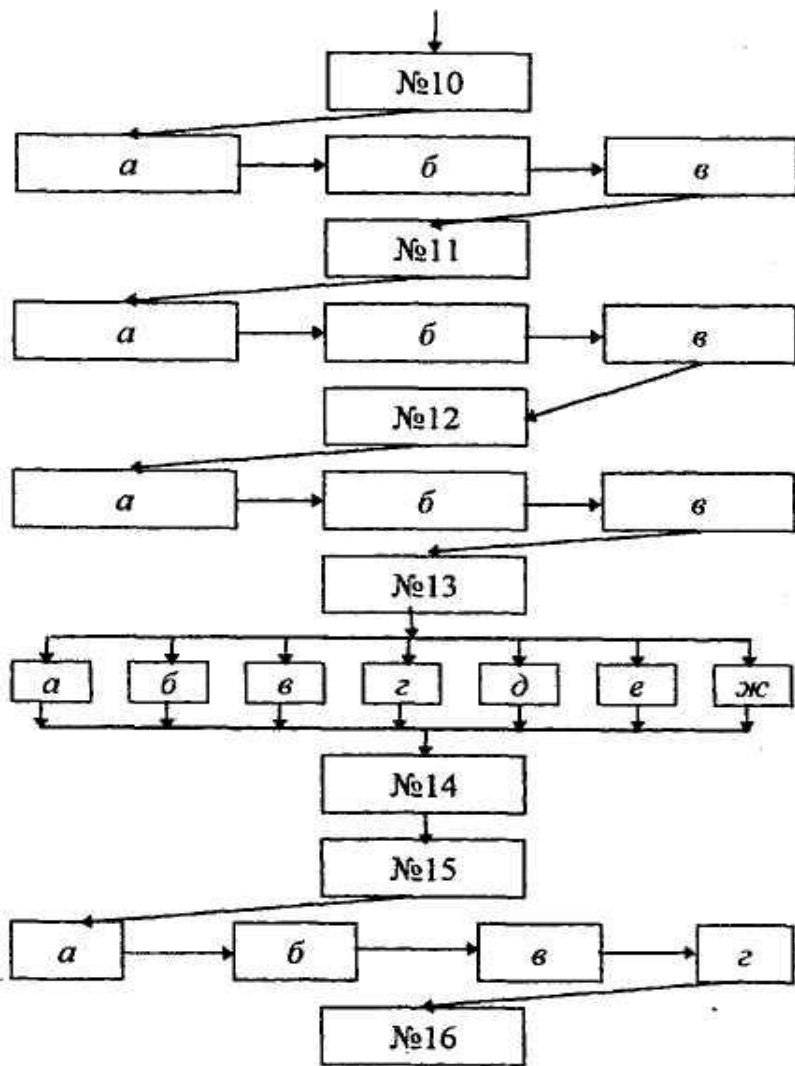 №10
а б в
№11
а б в
№12
а б в
№13
а б в г д е ж
№14
№15
а б в г
№16